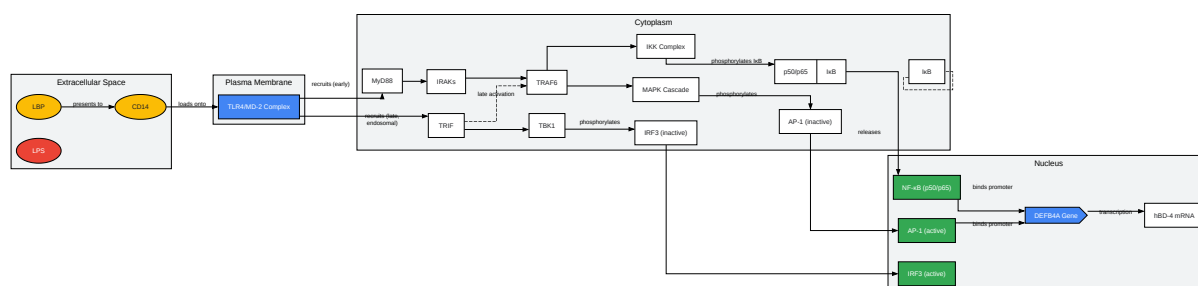 Extracellular Space
LBP
presents to
CD14
LPS
loads onto
Plasma Membrane
TLR4/MD-2 Complex
recruits (early)
recruits (late,
endosomal)
Cytoplasm
MyD88
IRAKs
late activation
TRIF
TRAF6
TBK1
phosphorylates
IKK Complex
MAPK Cascade
IRF3 (inactive)
phosphorylates IκB
phosphorylates
p50/p65
IκB
AP-1 (inactive)
releases
IκB
Nucleus
NF-κB (p50/p65)
binds promoter
AP-1 (active)
binds promoter
IRF3 (active)
DEFB4A Gene
transcription
hBD-4 mRNA